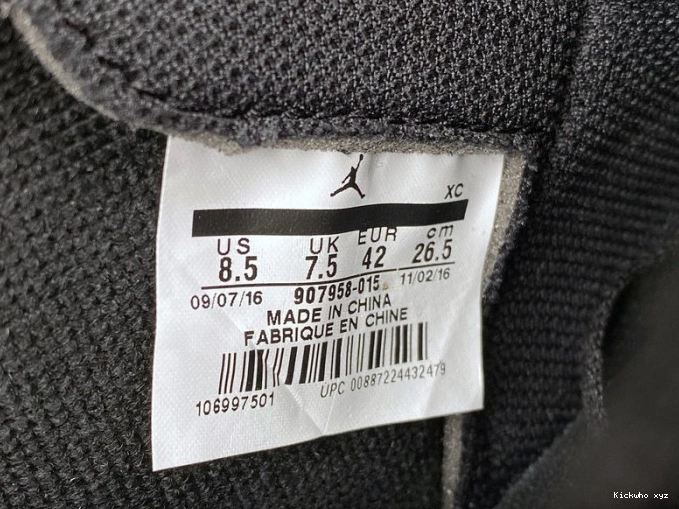 XC
US UK EUR cm
8.5 7.5 42 26.5
09/07/16 907958-015 11/02/16
MADE IN CHINA
FABRIQUE EN CHINE
106997501 UPC 00887224432479
Kickwho xyz